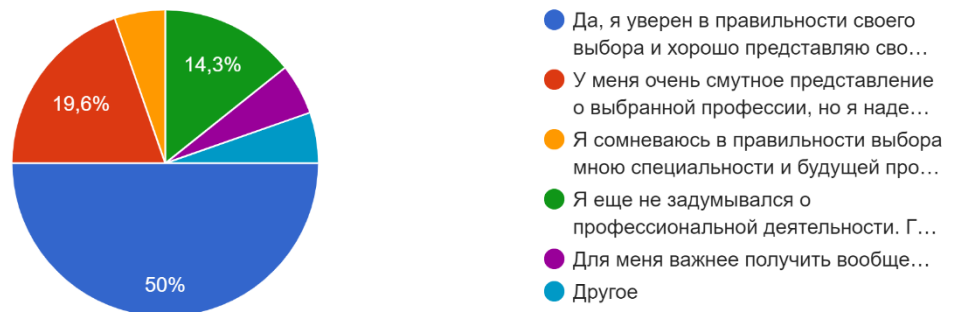 14,3%
19,6%
50%
Да, я уверен в правильности своего
выбора и хорошо представляю сво…
У меня очень смутное представление
о выбранной профессии, но я наде…
Я сомневаюсь в правильности выбора
мною специальности и будущей про…
Я еще не задумывался о
профессиональной деятельности. Г…
Для меня важнее получить вообще…
Другое